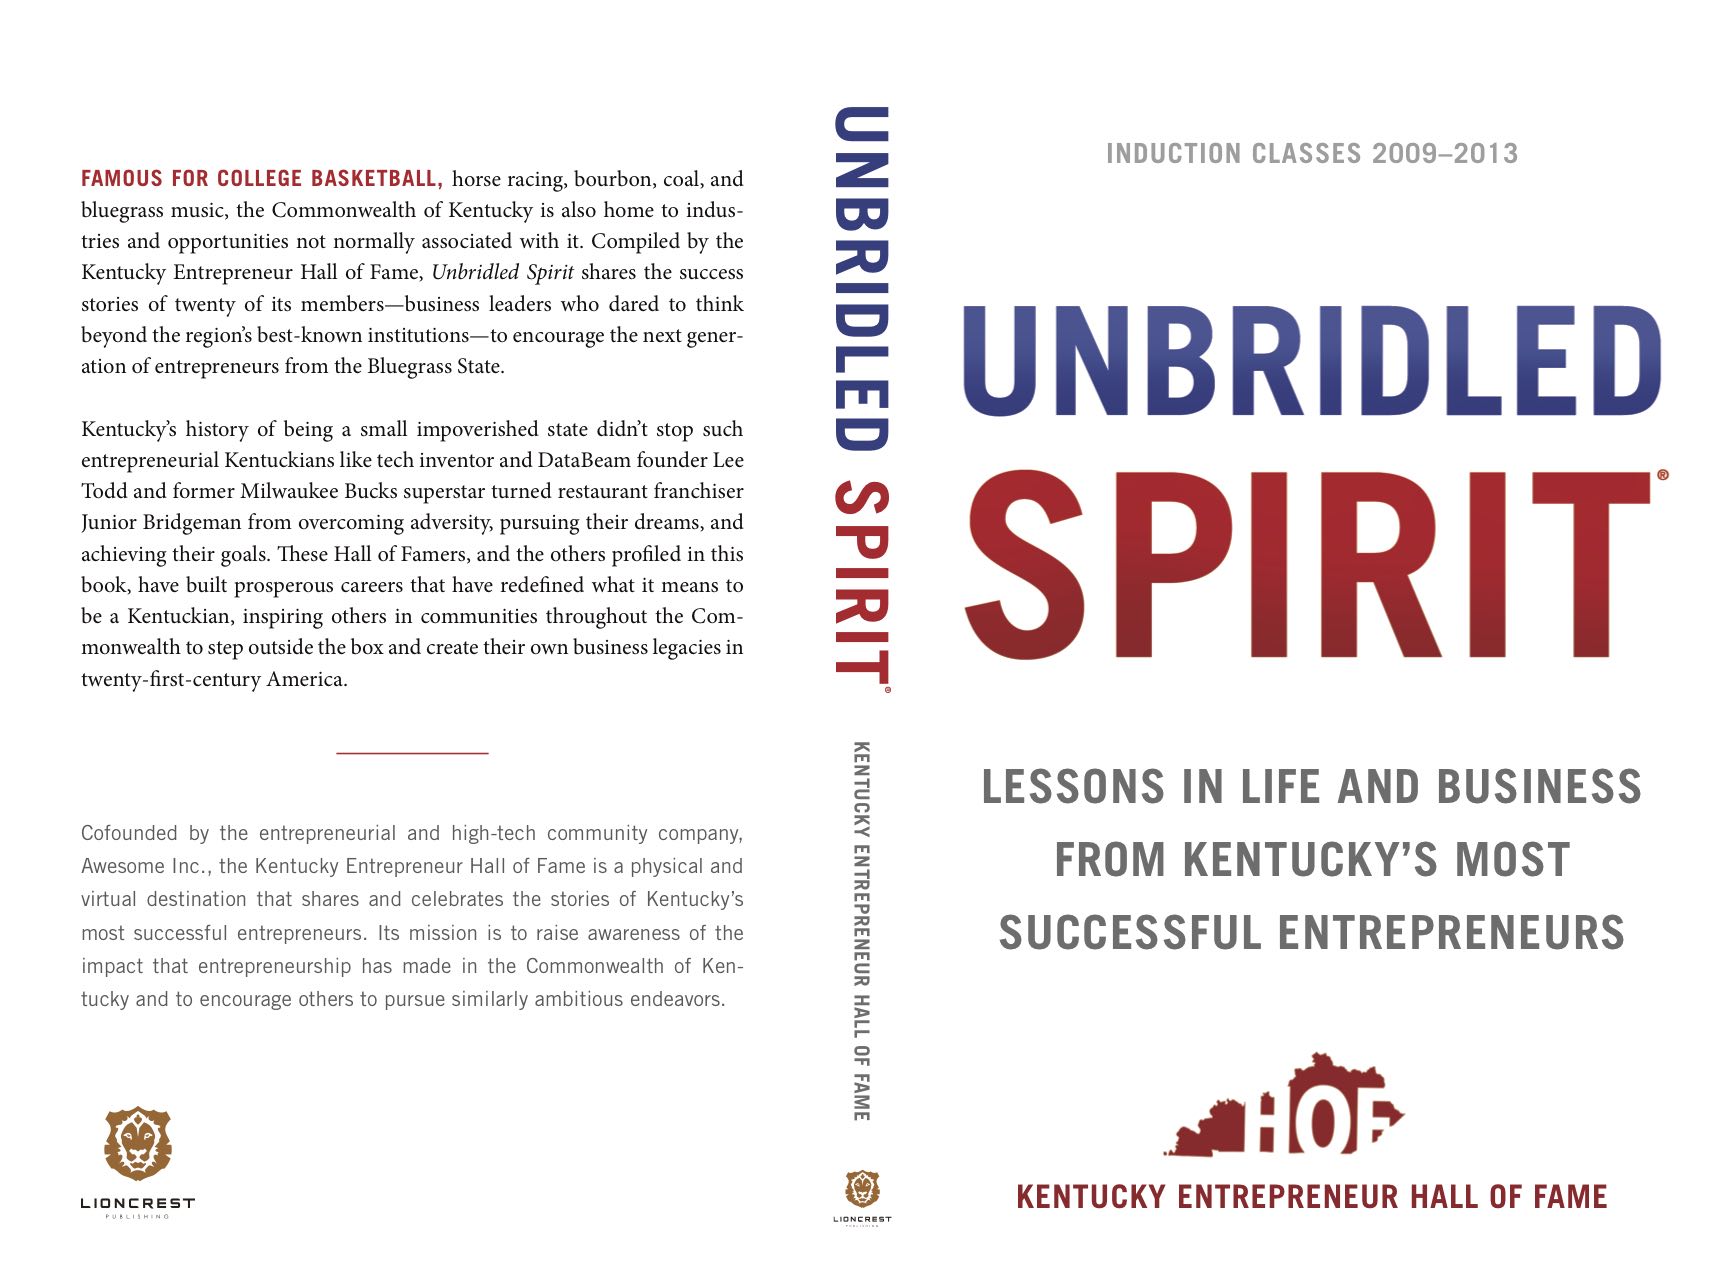 FAMOUS FOR COLLEGE BASKETBALL, horse racing, bourbon, coal, and
bluegrass music, the Commonwealth of Kentucky is also home to indus-
tries and opportunities not normally associated with it. Compiled by the
Kentucky Entrepreneur Hall of Fame, Unbridled Spirit shares the success
stories of twenty of its members—business leaders who dared to think
beyond the region’s best-known institutions—to encourage the next gener-
ation of entrepreneurs from the Bluegrass State.
Kentucky’s history of being a small impoverished state didn’t stop such
entrepreneurial Kentuckians like tech inventor and DataBeam founder Lee
Todd and former Milwaukee Bucks superstar turned restaurant franchiser
Junior Bridgeman from overcoming adversity, pursuing their dreams, and
achieving their goals. These Hall of Famers, and the others profiled in this
book, have built prosperous careers that have redefined what it means to
be a Kentuckian, inspiring others in communities throughout the Com-
monwealth to step outside the box and create their own business legacies in
twenty-first-century America.
Cofounded by the entrepreneurial and high-tech community company,
Awesome Inc., the Kentucky Entrepreneur Hall of Fame is a physical and
virtual destination that shares and celebrates the stories of Kentucky’s
most successful entrepreneurs. Its mission is to raise awareness of the
impact that entrepreneurship has made in the Commonwealth of Ken-
tucky and to encourage others to pursue similarly ambitious endeavors.
LIONCREST
PUBLISHING
UNBRIDLED SPIRIT®
KENTUCKY ENTREPRENEUR HALL OF FAME
LIONCREST
PUBLISHING
INDUCTION CLASSES 2009–2013
UNBRIDLED
SPIRIT®
LESSONS IN LIFE AND BUSINESS
FROM KENTUCKY’S MOST
SUCCESSFUL ENTREPRENEURS
HOF
KENTUCKY ENTREPRENEUR HALL OF FAME